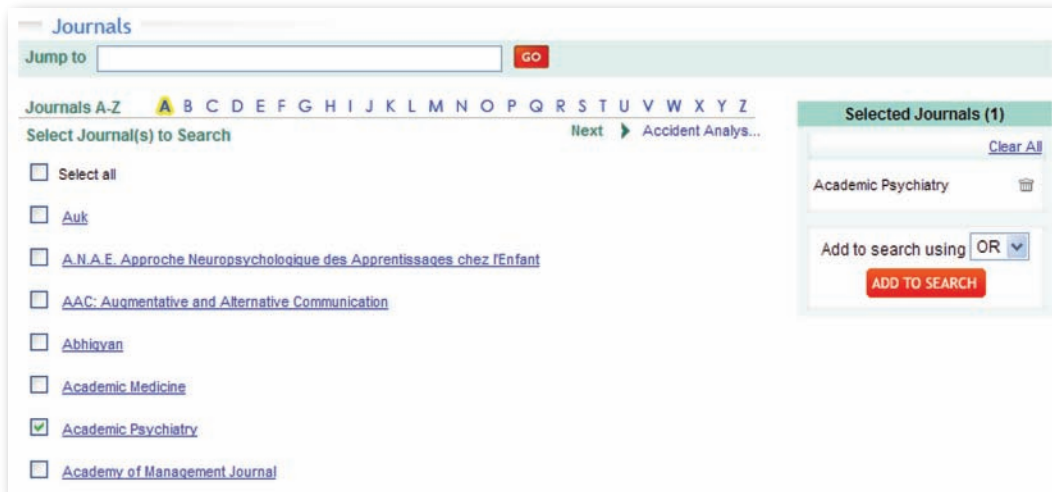 Journals
Jump to GO
Journals A-Z A B C D E F G H I J K L M N O P Q R S T U V W X Y Z
Select Journal(s) to Search Next Accident Analys...
Select all
Auk
A.N.A.E. Approche Neuropsychologique des Apprentissages chez l'Enfant
AAC: Augmentative and Alternative Communication
Abhigyan
Academic Medicine
Academic Psychiatry
Academy of Management Journal
Selected Journals (1)
Clear All
Academic Psychiatry
Add to search using OR
ADD TO SEARCH